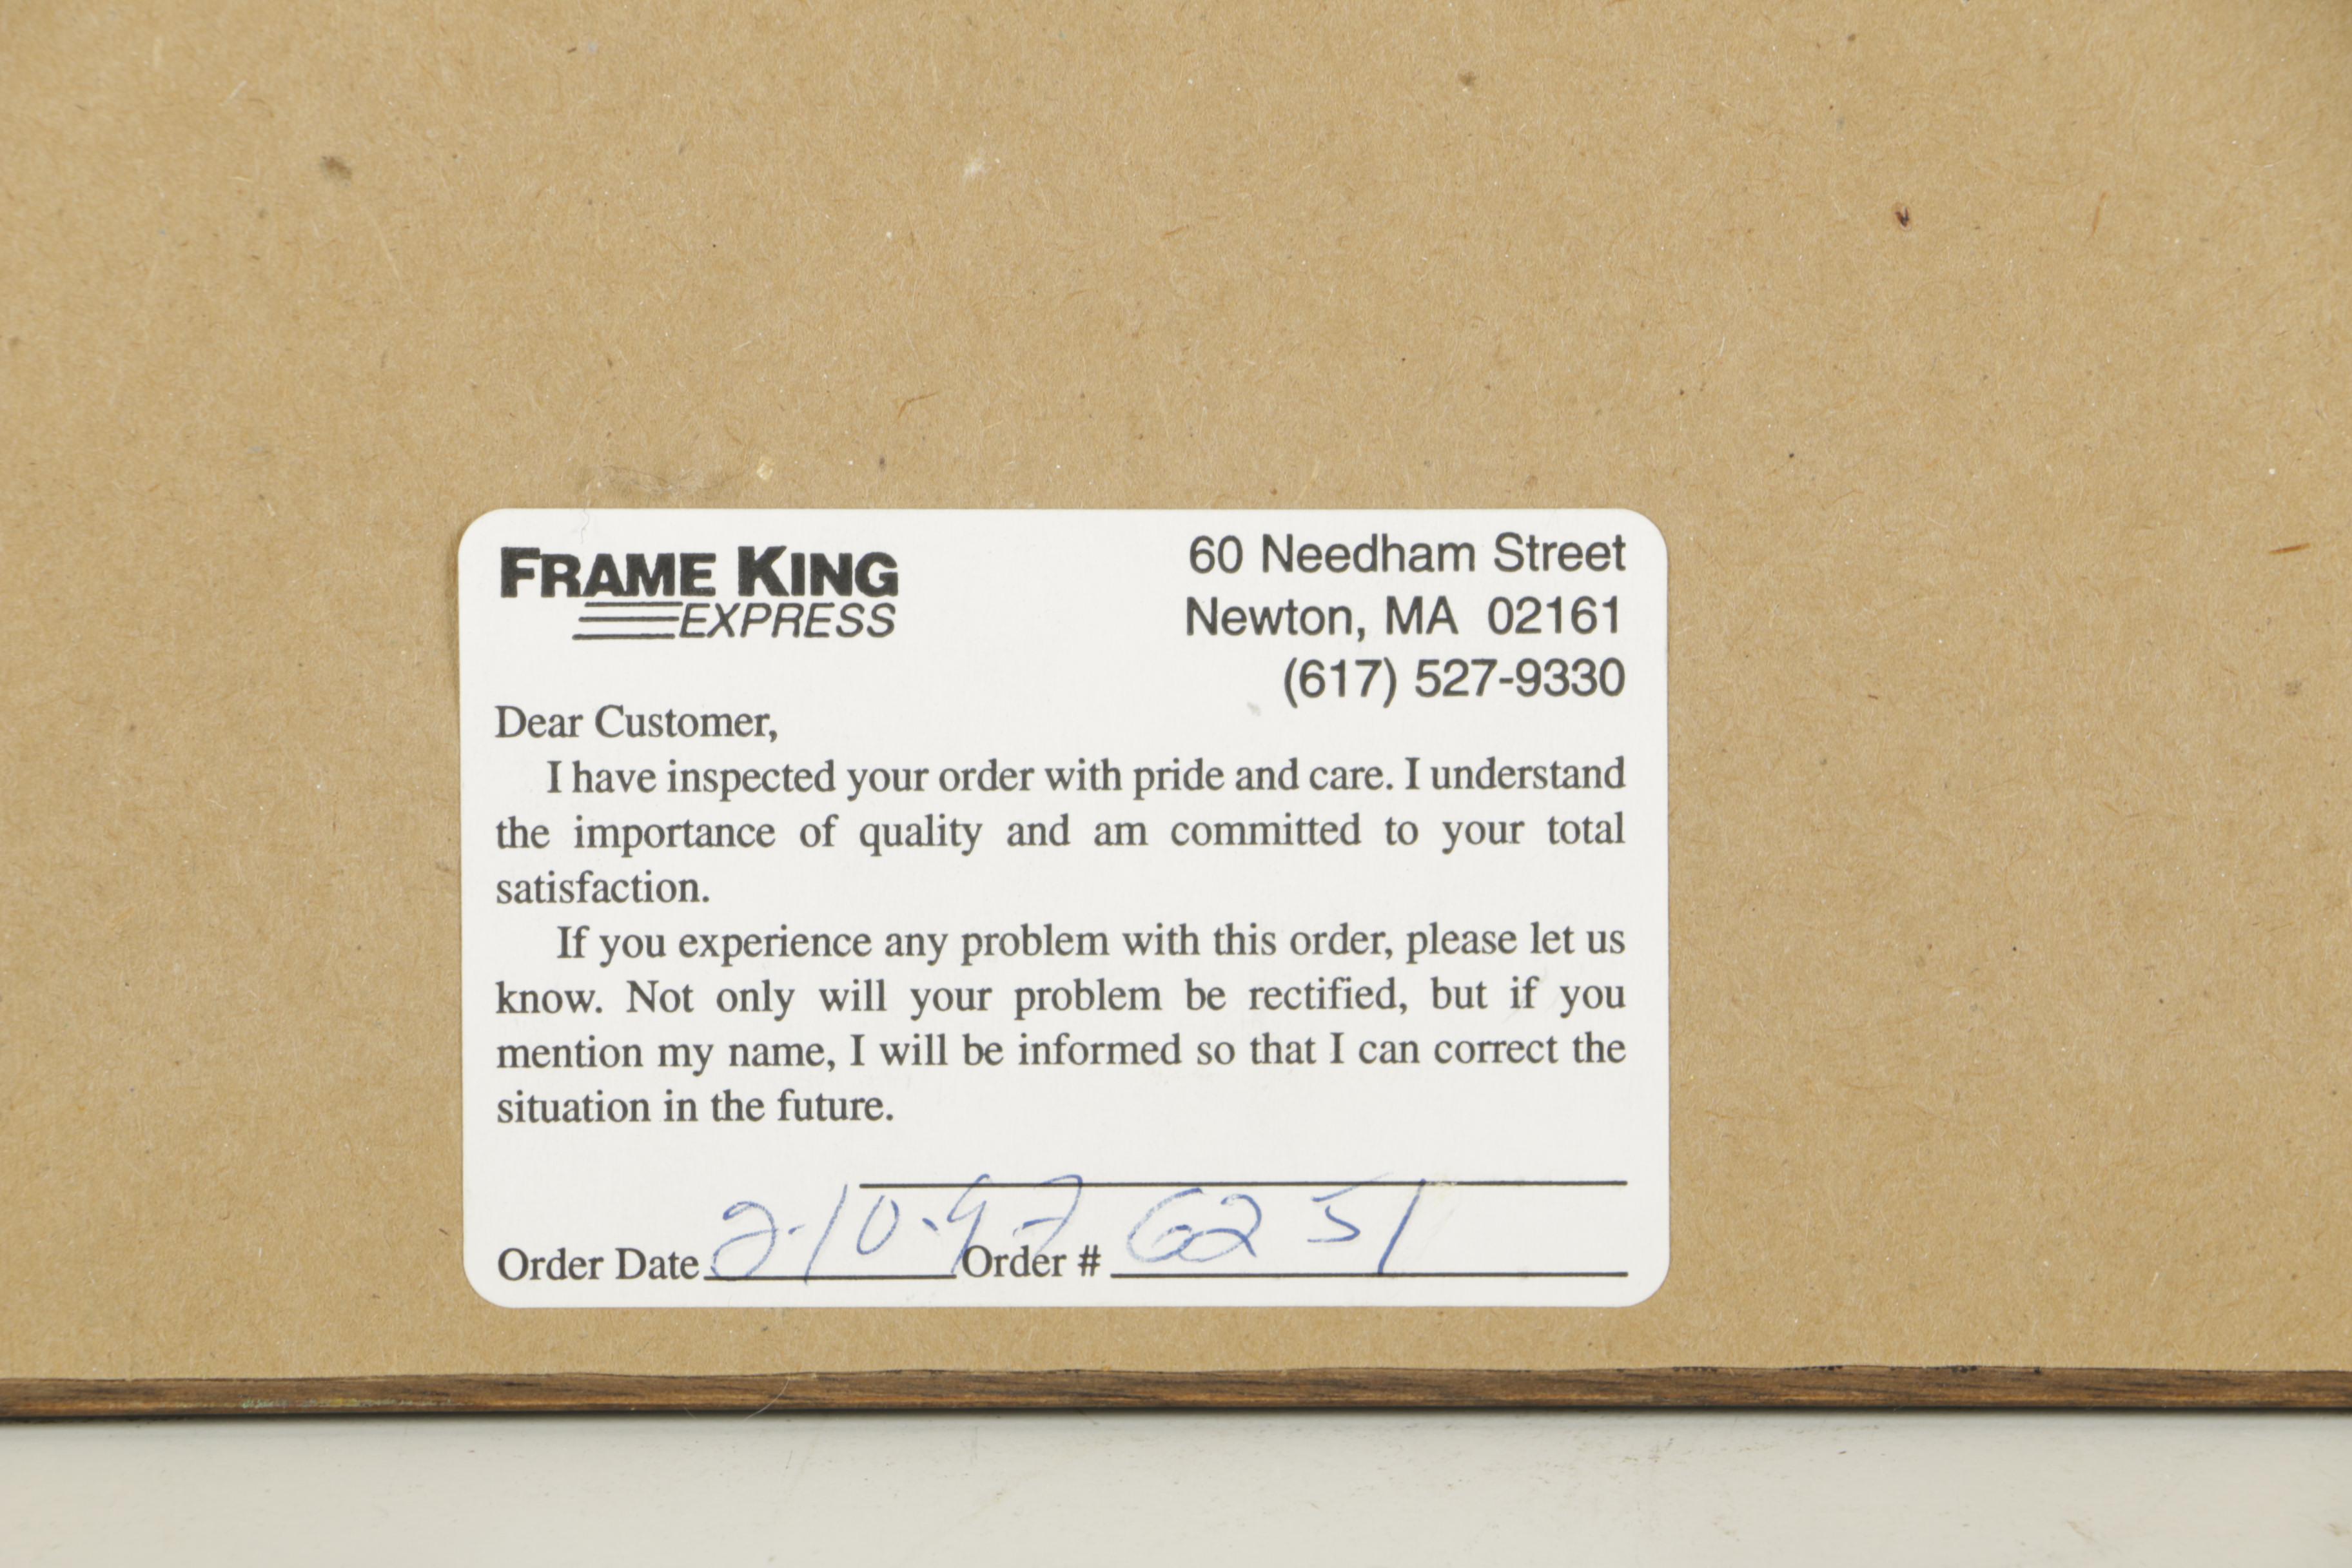 FRAME KING
EXPRESS
60 Needham Street
Newton, MA 02161
(617) 527-9330
Dear Customer,
I have inspected your order with pride and care. I understand
the importance of quality and am committed to your total
satisfaction.
If you experience any problem with this order, please let us
know. Not only will your problem be rectified, but if you
mention my name, I will be informed so that I can correct the
situation in the future.
Order Date 2-10-97 Order # 6251